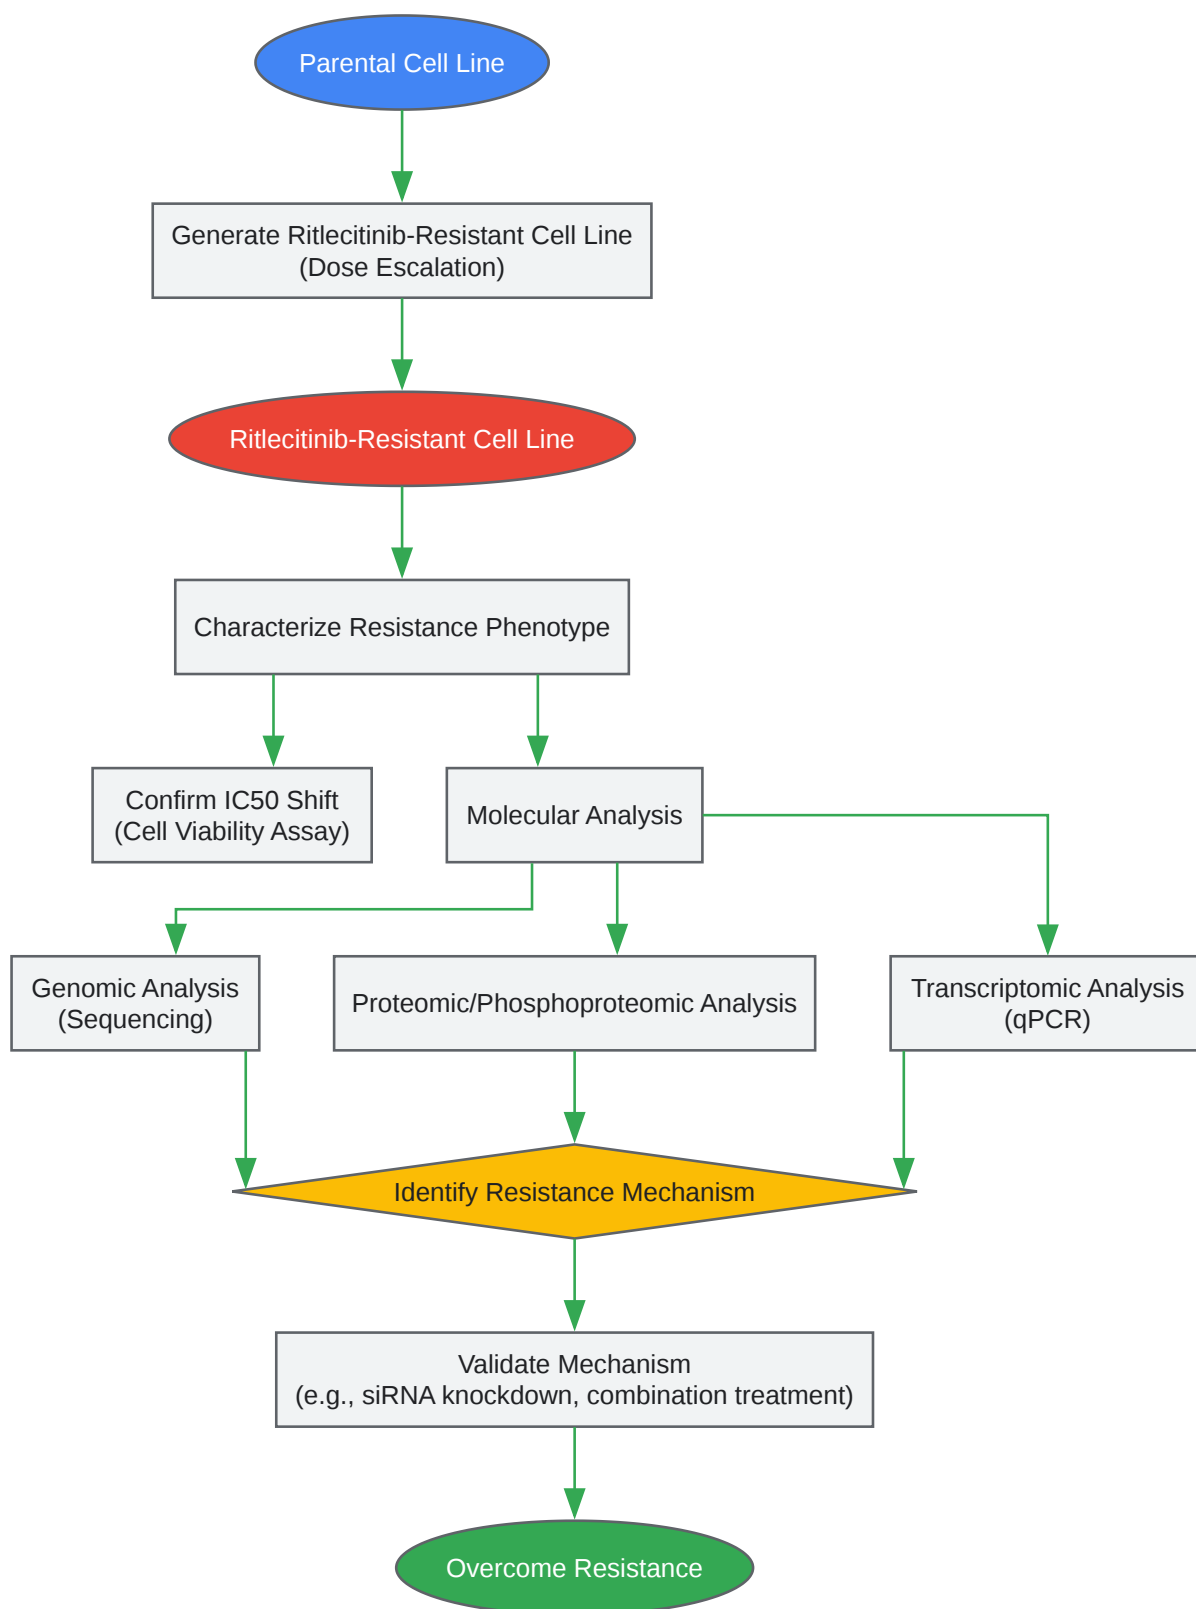 Parental Cell Line
Generate Ritlecitinib-Resistant Cell Line
(Dose Escalation)
Ritlecitinib-Resistant Cell Line
Characterize Resistance Phenotype
Confirm IC50 Shift
(Cell Viability Assay)
Molecular Analysis
Genomic Analysis
(Sequencing)
Proteomic/Phosphoproteomic Analysis
Transcriptomic Analysis
(qPCR)
Identify Resistance Mechanism
Validate Mechanism
(e.g., siRNA knockdown, combination treatment)
Overcome Resistance